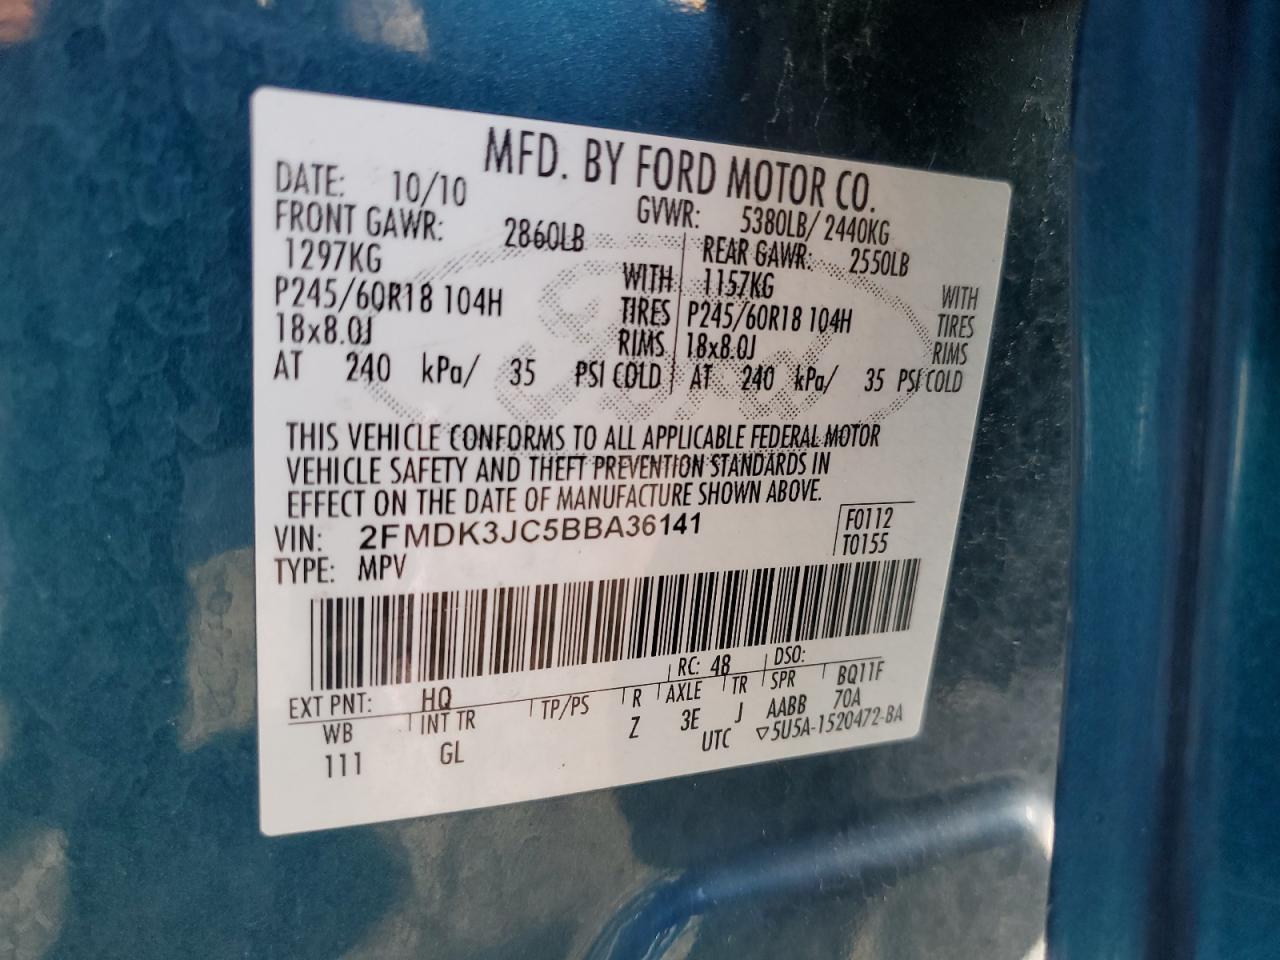 MFD. BY FORD MOTOR CO.
DATE: 10/10 GVWR: 5380LB/ 2440KG
FRONT GAWR: 2860LB REAR GAWR: 2550LB
1297KG WITH 1157KG WITH
P245/60R18 104H TIRES P245/60R18 104H TIRES
18x8.0J RIMS 18x8.0J RIMS
AT 240 kPa/ 35 PSI COLD AT 240 kPa/ 35 PSI COLD
THIS VEHICLE CONFORMS TO ALL APPLICABLE FEDERAL MOTOR
VEHICLE SAFETY AND THEFT PREVENTION STANDARDS IN
EFFECT ON THE DATE OF MANUFACTURE SHOWN ABOVE.
VIN: 2FMDK3JC5BBA36141 F0112
TYPE: MPV T0155
EXT PNT: HQ RC: 48 DSO:
WB INT TR TP/PS R AXLE TR SPR BQ11F
111 GL Z 3E J AABB 70A
UTC ▽5U5A-1520472-BA